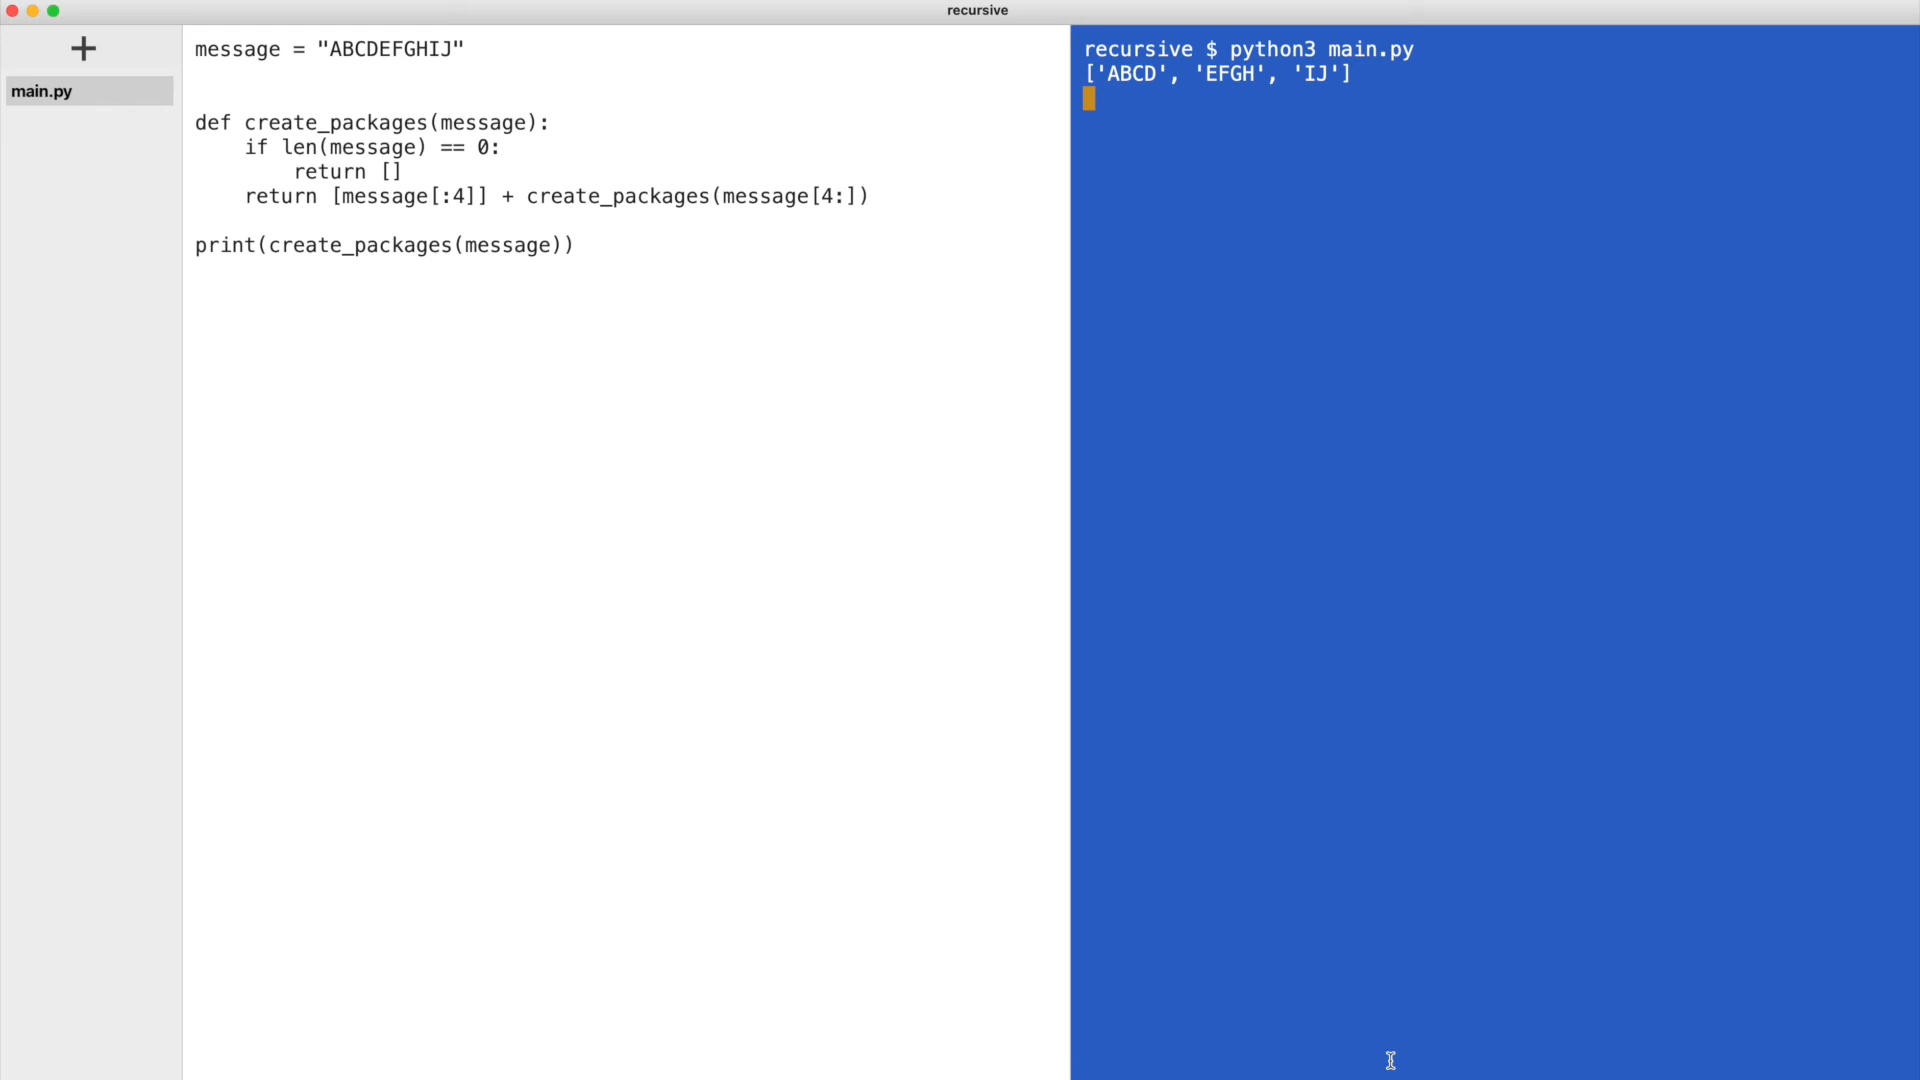 recursive
main.py
message = "ABCDEFGHIJ"
def create_packages(message):
    if len(message) == 0:
        return []
    return [message[:4]] + create_packages(message[4:])
print(create_packages(message))
recursive $ python3 main.py
['ABCD', 'EFGH', 'IJ']